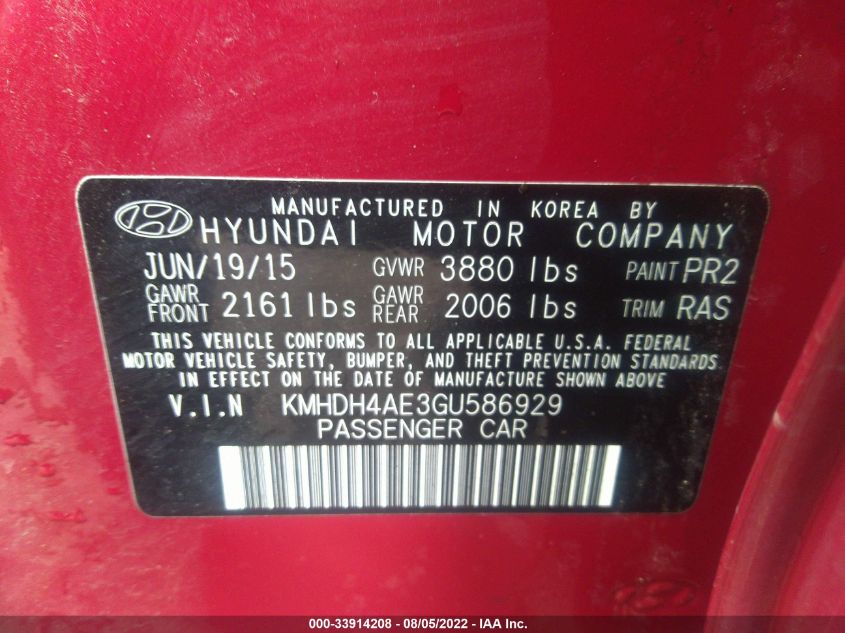 MANUFACTURED IN KOREA BY
HYUNDAI MOTOR COMPANY
JUN/19/15 GVWR 3880 lbs PAINT PR2
GAWR FRONT 2161 lbs GAWR REAR 2006 lbs TRIM RAS
THIS VEHICLE CONFORMS TO ALL APPLICABLE U.S.A. FEDERAL
MOTOR VEHICLE SAFETY, BUMPER, AND THEFT PREVENTION STANDARDS
IN EFFECT ON THE DATE OF MANUFACTURE SHOWN ABOVE
V.I.N KMHDH4AE3GU586929
PASSENGER CAR
000-33914208 - 08/05/2022 - IAA Inc.